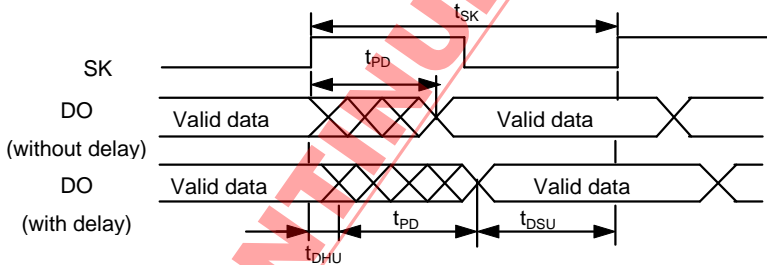 tSK
tPD
SK
DO
(without delay)
Valid data
Valid data
DO
(with delay)
Valid data
Valid data
tPD
tDSU
tDHU
NTINU